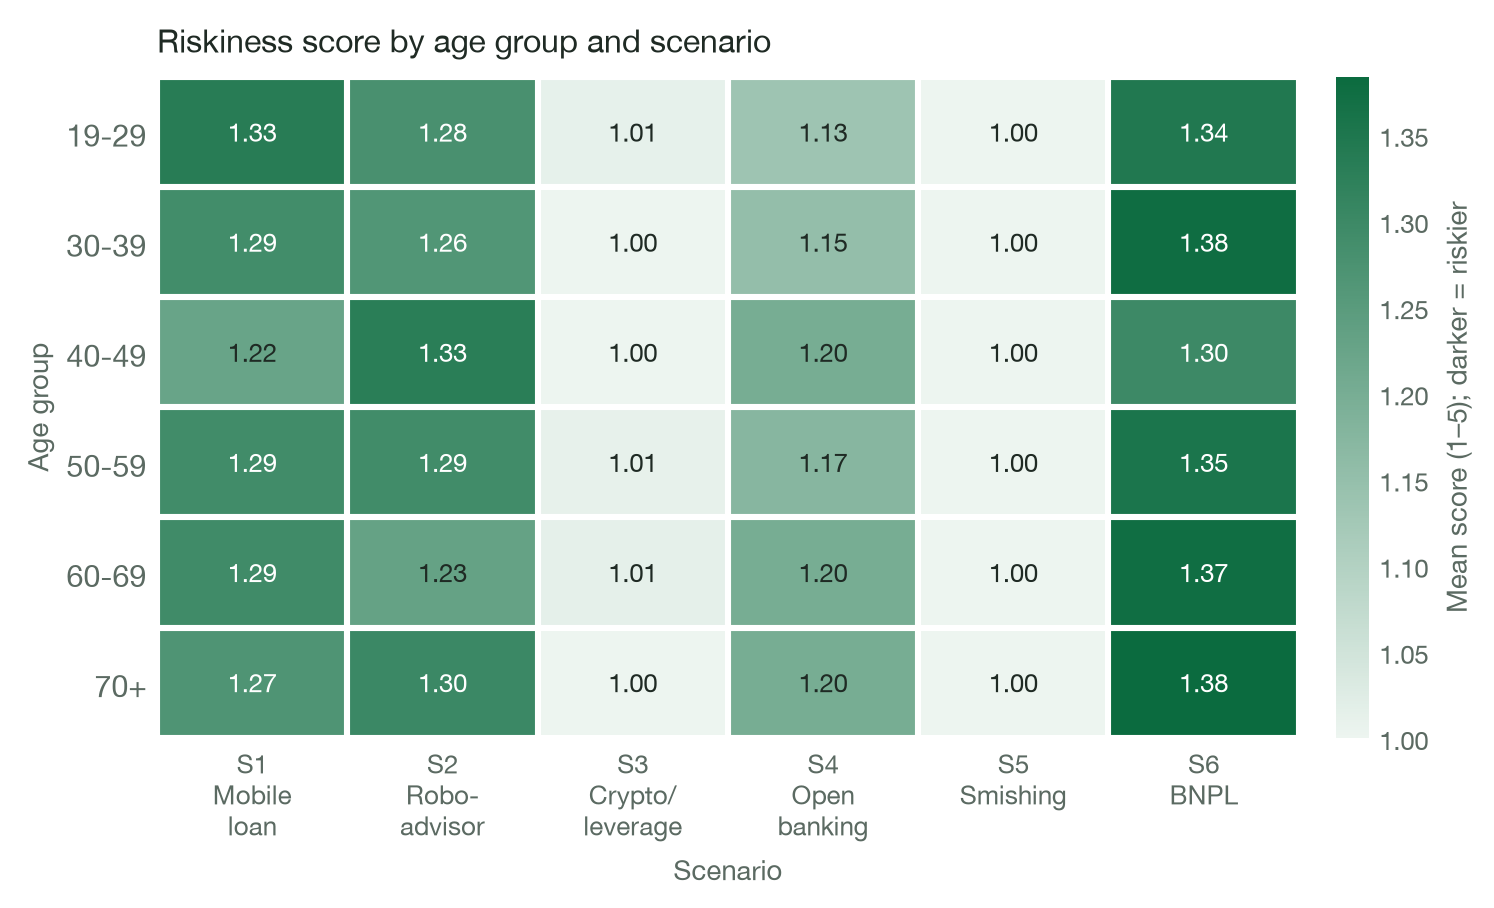 Riskiness score by age group and scenario
19-29 1.33 1.28 1.01 1.13 1.00 1.34
30-39 1.29 1.26 1.00 1.15 1.00 1.38
40-49 1.22 1.33 1.00 1.20 1.00 1.30
50-59 1.29 1.29 1.01 1.17 1.00 1.35
60-69 1.29 1.23 1.01 1.20 1.00 1.37
70+ 1.27 1.30 1.00 1.20 1.00 1.38
Age group
S1 S2 S3 S4 S5 S6
Mobile Robo- Crypto/ Open Smishing BNPL
loan advisor leverage banking
Scenario
1.35
1.30
1.25
1.20
1.15
1.10
1.05
1.00
Mean score (1–5); darker = riskier